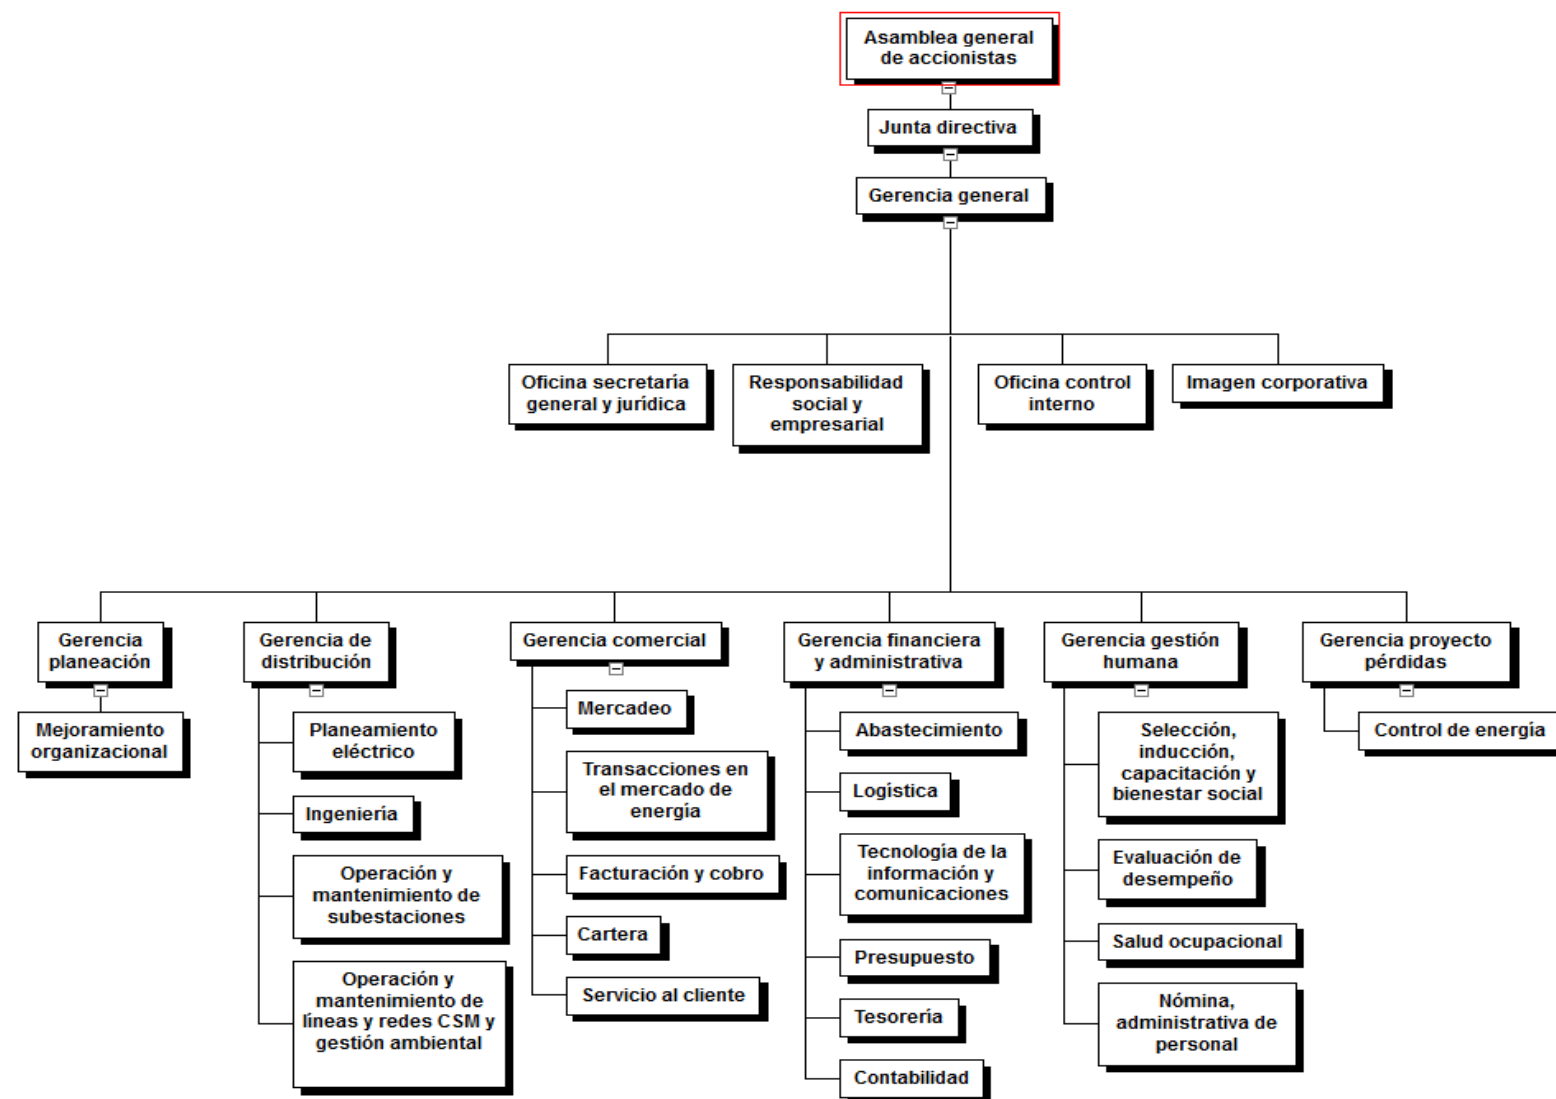 Asamblea general
de accionistas
Junta directiva
Gerencia general
Oficina secretaría
general y jurídica
Responsabilidad
social y
empresarial
Oficina control
interno
Imagen corporativa
Gerencia
planeación
Mejoramiento
organizacional
Gerencia de
distribución
Planeamiento
eléctrico
Ingeniería
Operación y
mantenimiento de
subestaciones
Operación y
mantenimiento de
líneas y redes CSM y
gestión ambiental
Gerencia comercial
Mercadeo
Transacciones en
el mercado de
energía
Facturación y cobro
Cartera
Servicio al cliente
Gerencia financiera
y administrativa
Abastecimiento
Logística
Tecnología de la
información y
comunicaciones
Presupuesto
Tesorería
Contabilidad
Gerencia gestión
humana
Selección,
inducción,
capacitación y
bienestar social
Evaluación de
desempeño
Salud ocupacional
Nómina,
administrativa de
personal
Gerencia proyecto
pérdidas
Control de energía